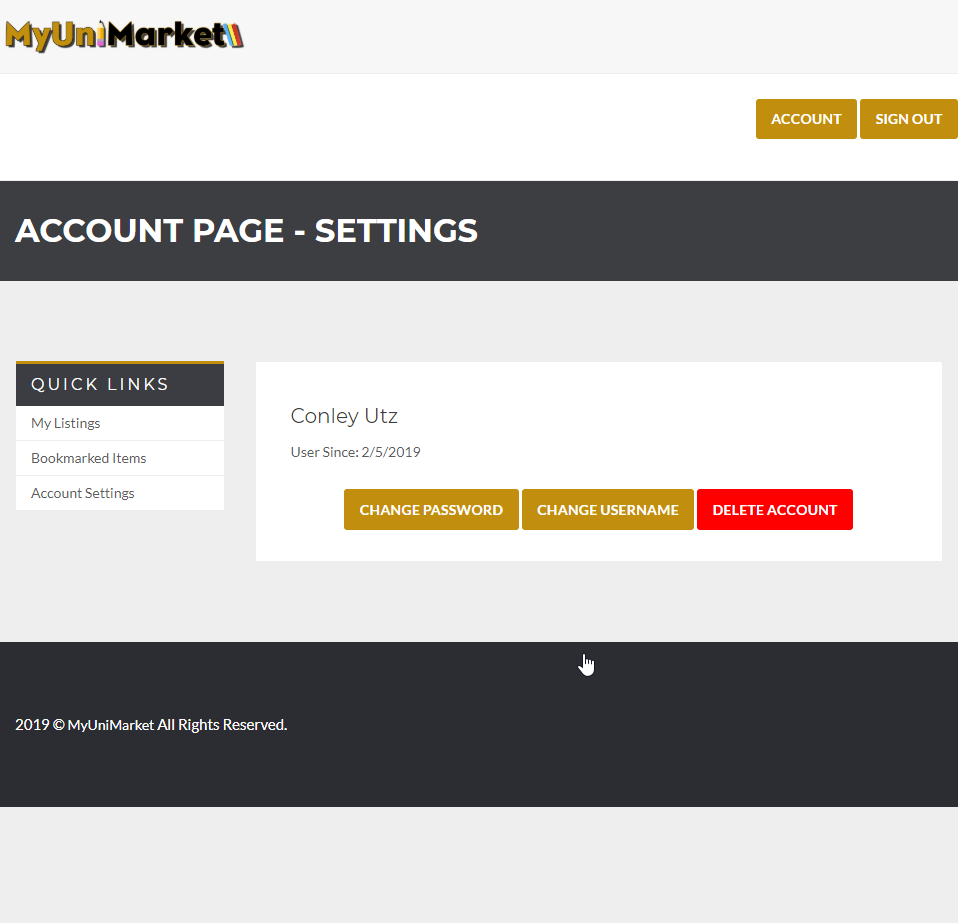 MyUniMarket
ACCOUNT SIGN OUT
ACCOUNT PAGE - SETTINGS
QUICK LINKS
My Listings
Bookmarked Items
Account Settings
Conley Utz
User Since: 2/5/2019
CHANGE PASSWORD CHANGE USERNAME DELETE ACCOUNT
2019 © MyUniMarket All Rights Reserved.